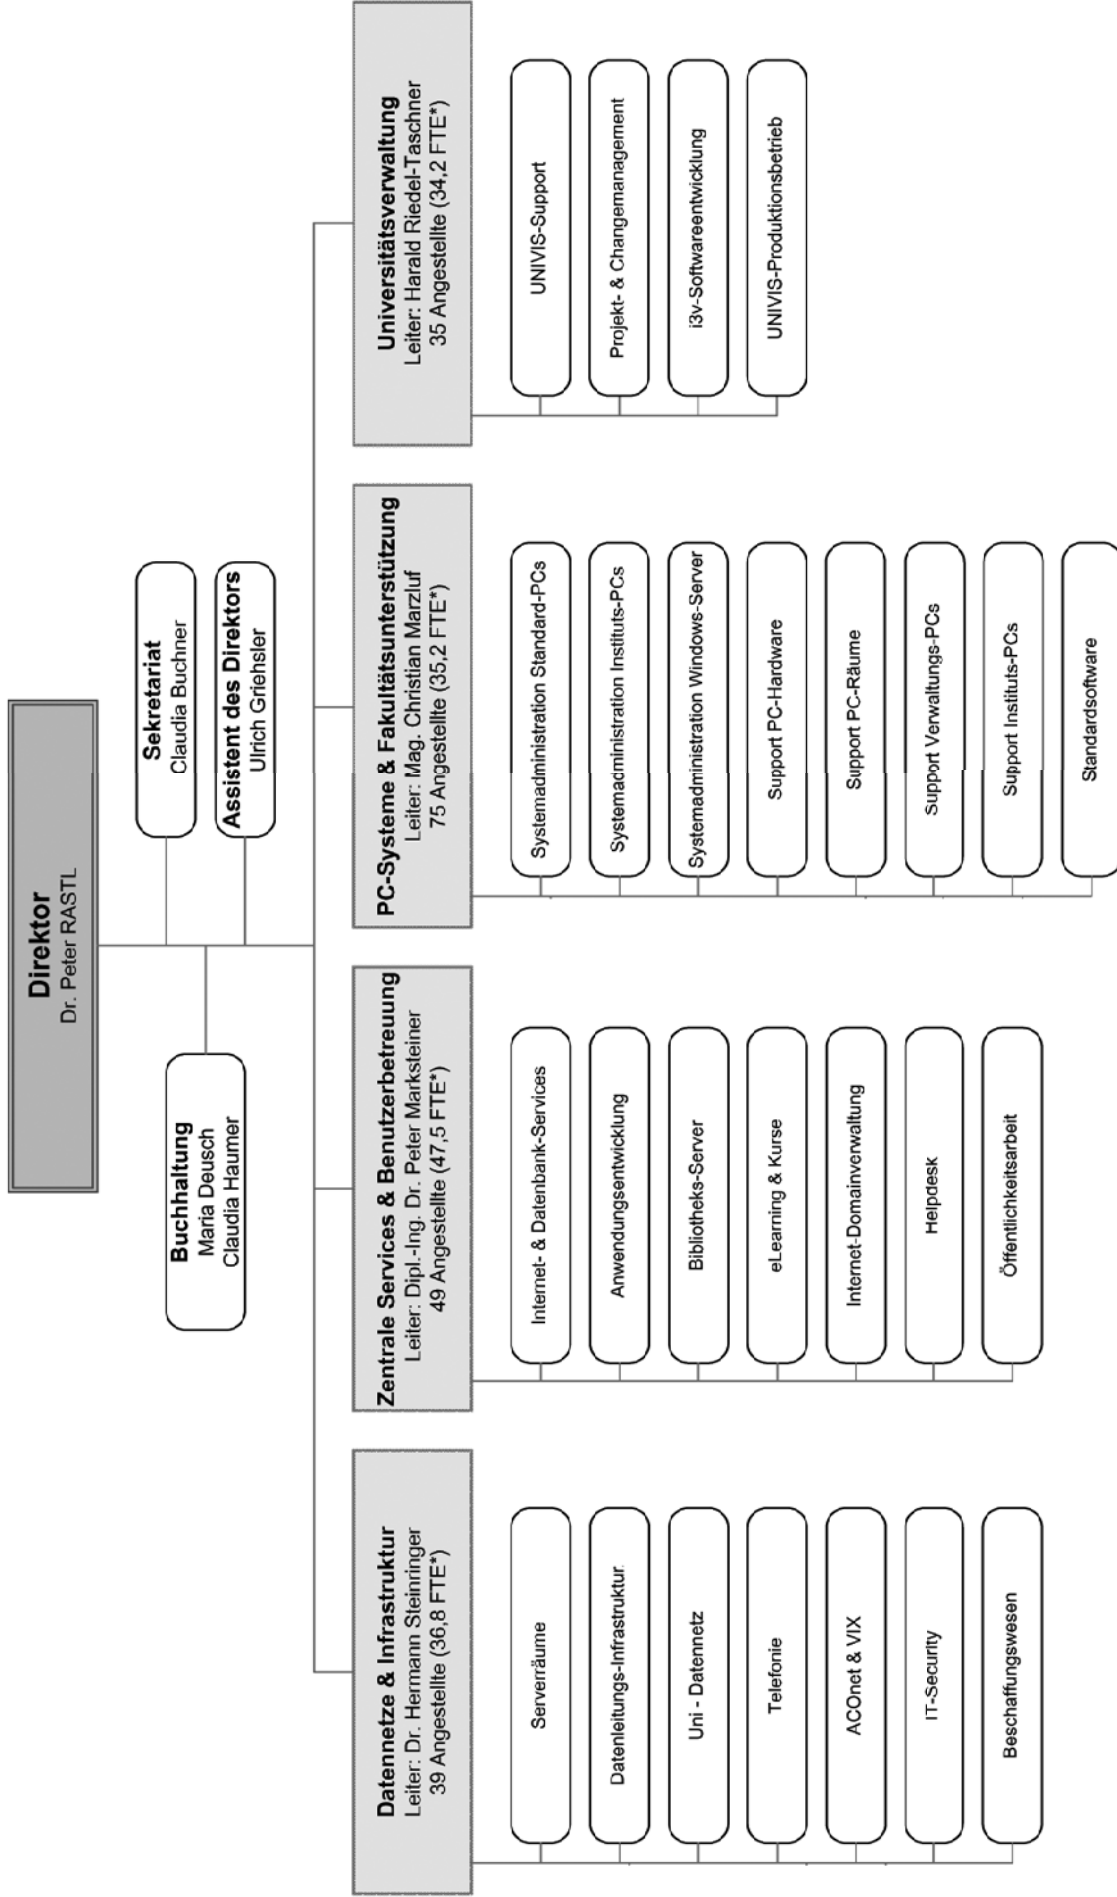 Direktor
Dr. Peter RASTL
Buchhaltung
Maria Deusch
Claudia Haumer
Sekretariat
Claudia Buchner
Assistent des Direktors
Ulrich Griehsler
Datennetze & Infrastruktur
Leiter: Dr. Hermann Steinringer
39 Angestellte (36,8 FTE*)
Serverräume
Datenleitungs-Infrastruktur
Uni - Datennetz
Telefonie
ACOnet & VIX
IT-Security
Beschaffungswesen
Zentrale Services & Benutzerbetreuung
Leiter: Dipl.-Ing. Dr. Peter Marksteiner
49 Angestellte (47,5 FTE*)
Internet- & Datenbank-Services
Anwendungsentwicklung
Bibliotheks-Server
eLearning & Kurse
Internet-Domainverwaltung
Helpdesk
Öffentlichkeitsarbeit
PC-Systeme & Fakultätsunterstützung
Leiter: Mag. Christian Marzluf
75 Angestellte (35,2 FTE*)
Systemadministration Standard-PCs
Systemadministration Instituts-PCs
Systemadministration Windows-Server
Support PC-Hardware
Support PC-Räume
Support Verwaltungs-PCs
Support Instituts-PCs
Standardsoftware
Universitätsverwaltung
Leiter: Harald Riedel-Taschner
35 Angestellte (34,2 FTE*)
UNIVIS-Support
Projekt- & Changemanagement
i3v-Softwareentwicklung
UNIVIS-Produktionsbetrieb